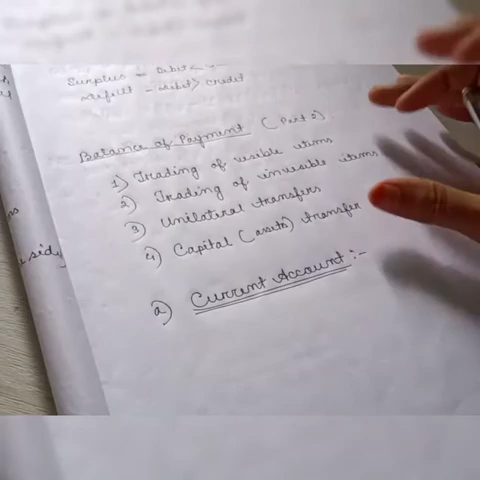 Surplus - Debit <
Deficit - Debit > Credit
Balance of Payment (Part 2).
1) Trading of visible items
2) Trading of invisible items
3) Unilateral transfers
4) Capital (assets) transfer
a) Current Account :-